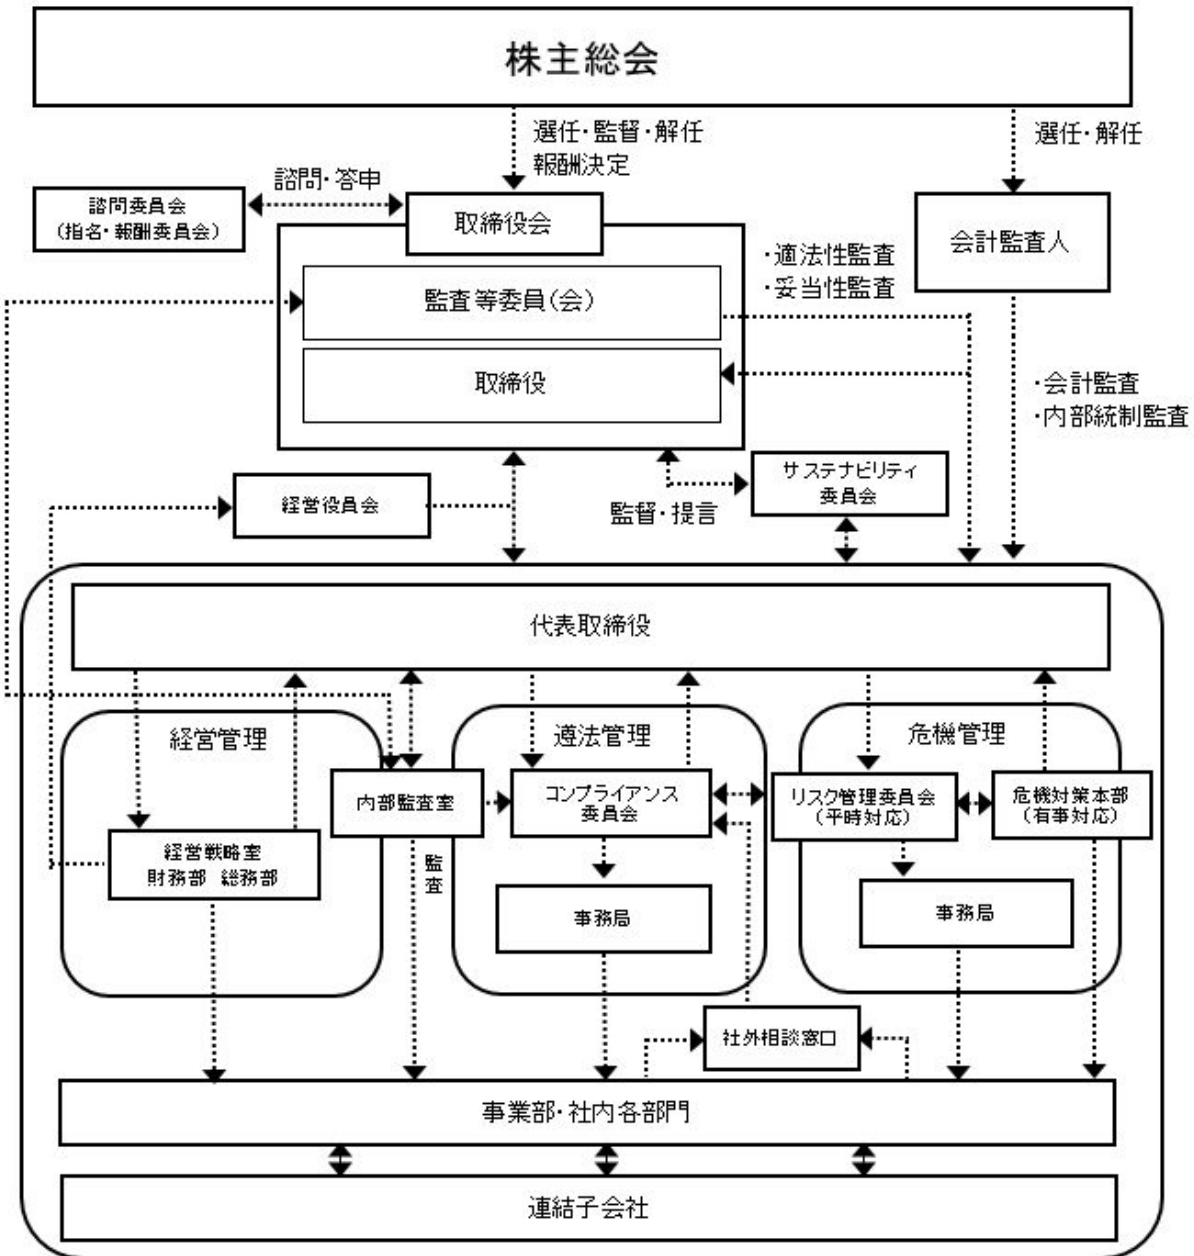 株主総会
選任・監督・解任
報酬決定
選任・解任
諮問・答申
諮問委員会
(指名・報酬委員会)
取締役会
会計監査人
・適法性監査
・妥当性監査
監査等委員(会)
取締役
・会計監査
・内部統制監査
サステナビリティ
委員会
経営役員会
監督・提言
代表取締役
経営管理
遵法管理
危機管理
内部監査室
コンプライアンス
委員会
リスク管理委員会
(平時対応)
危機対策本部
(有事対応)
経営戦略室
財務部 総務部
監査
事務局
事務局
社外相談窓口
事業部・社内各部門
連結子会社